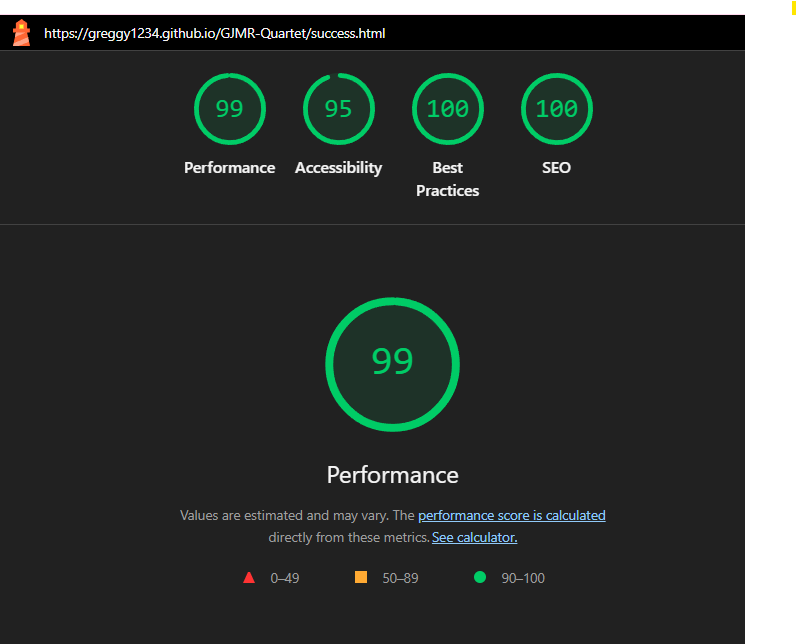 https://greggy1234.github.io/GJMR-Quartet/success.html
99 95 100 100
Performance Accessibility Best Practices SEO
99
Performance
Values are estimated and may vary. The performance score is calculated
directly from these metrics. See calculator.
0–49 50–89 90–100